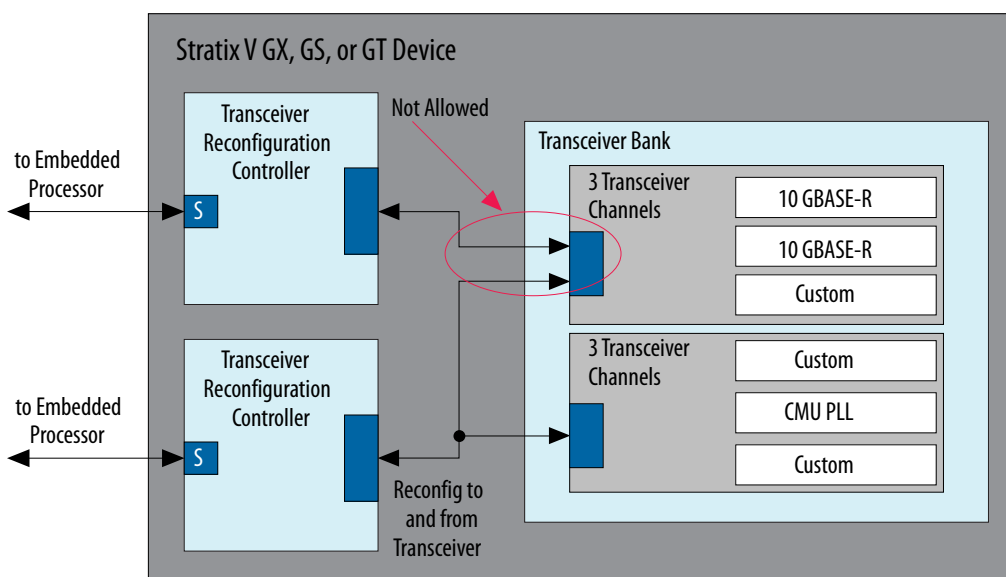 Stratix V GX, GS, or GT Device
to Embedded
Processor
Transceiver
Reconfiguration
Controller
S
Not Allowed
Transceiver Bank
3 Transceiver
Channels
10 GBASE-R
10 GBASE-R
Custom
to Embedded
Processor
Transceiver
Reconfiguration
Controller
S
Reconfig to
and from
Transceiver
3 Transceiver
Channels
Custom
CMU PLL
Custom